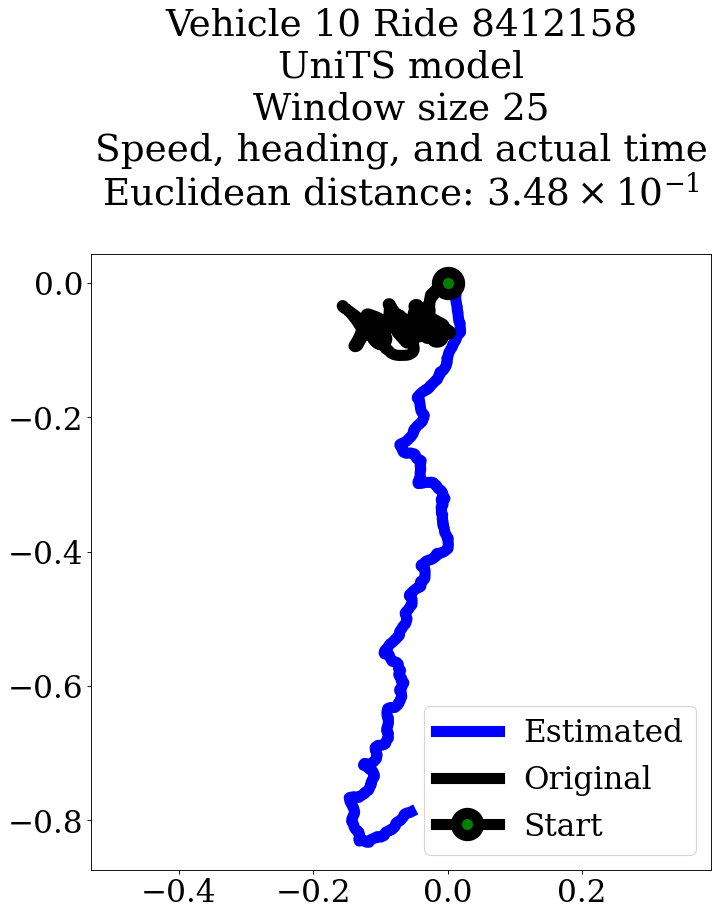 Vehicle 10 Ride 8412158
UniTS model
Window size 25
Speed, heading, and actual time
Euclidean distance: 3.48 × 10⁻¹
0.0
−0.2
−0.4
−0.6
−0.8
−0.4
−0.2
0.0
0.2
Estimated
Original
Start